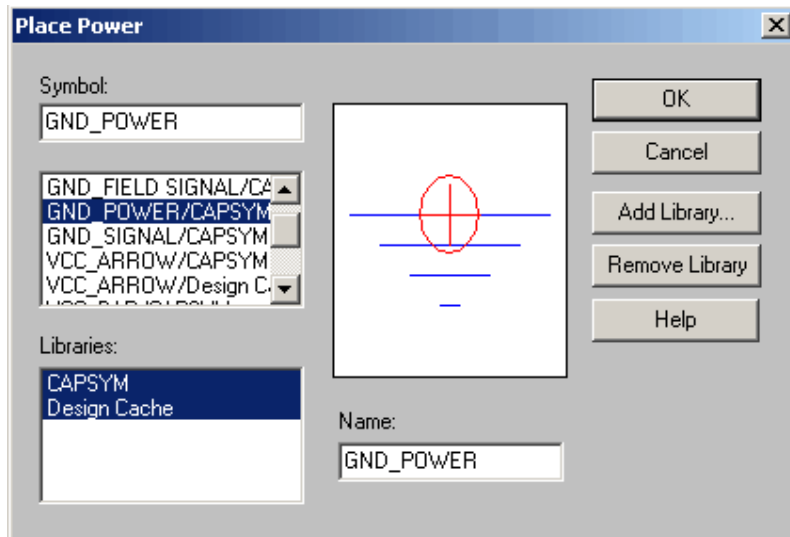 Place Power
Symbol:
GND_POWER
GND_FIELD SIGNAL/CA
GND_POWER/CAPSYM
GND_SIGNAL/CAPSYM
VCC_ARROW/CAPSYM
VCC_ARROW/Design C
Libraries:
CAPSYM
Design Cache
Name:
GND_POWER
OK
Cancel
Add Library...
Remove Library
Help